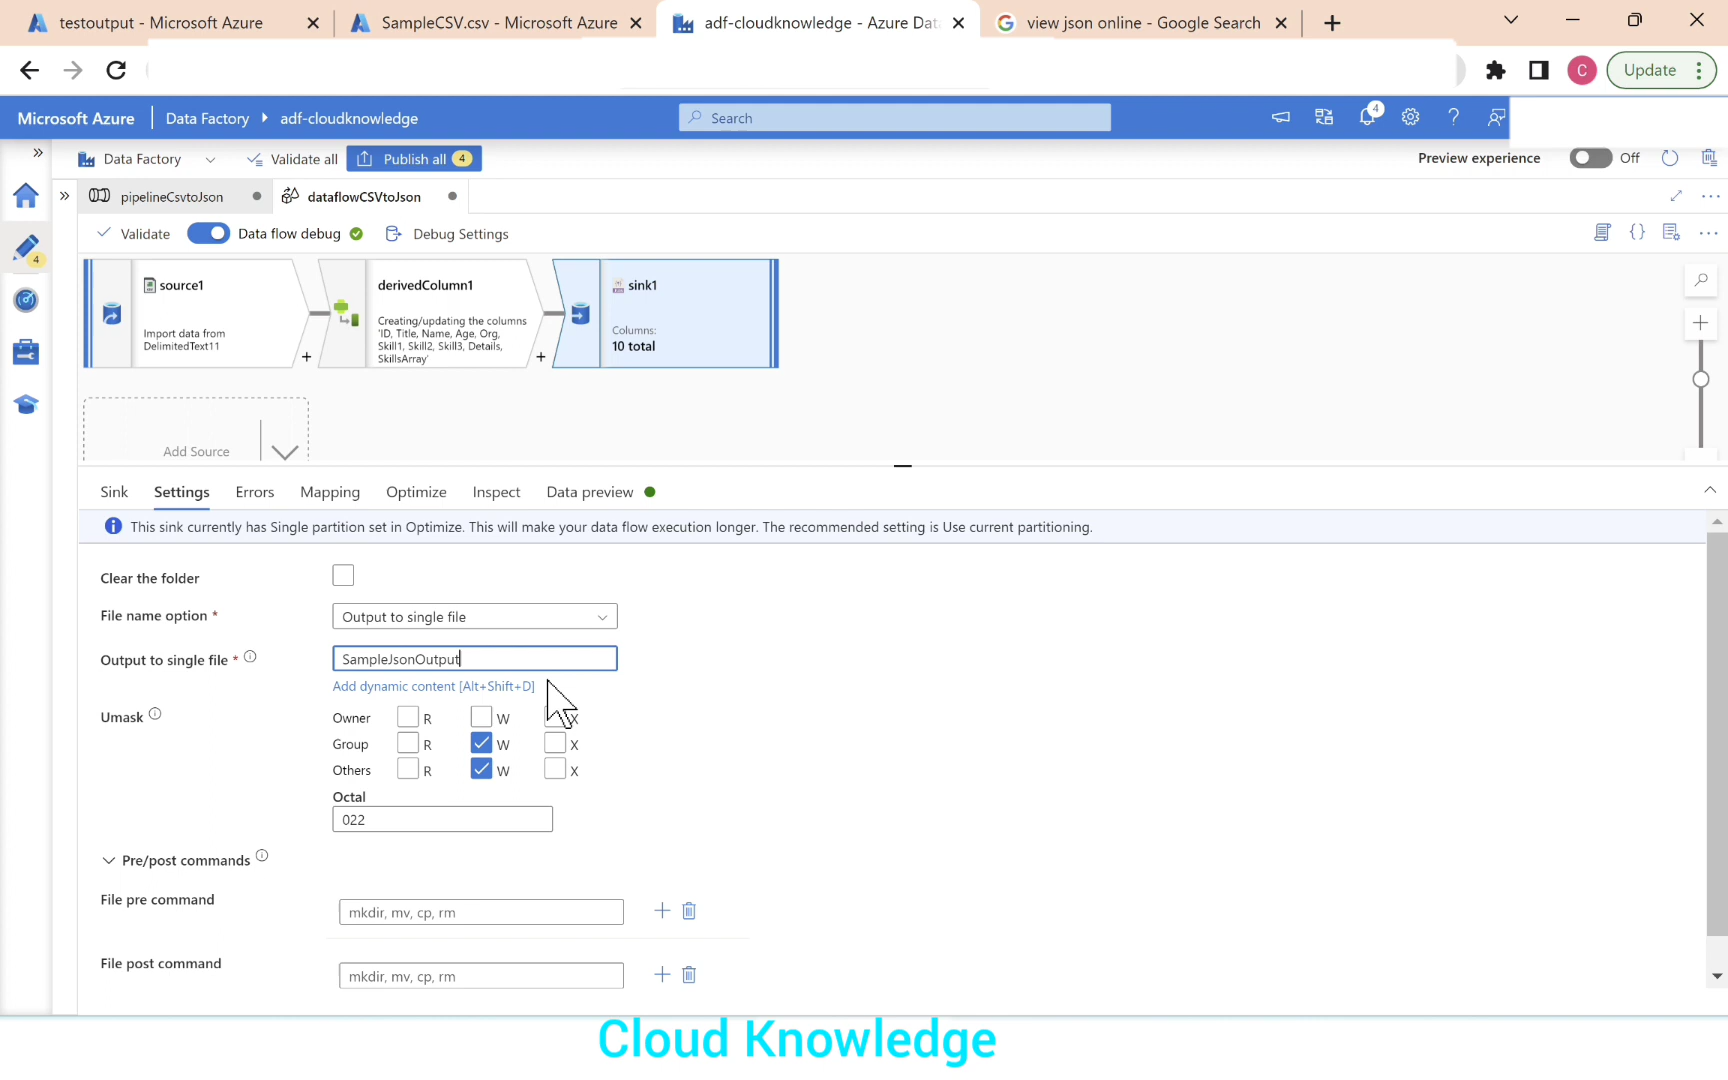 testoutput - Microsoft Azure
SampleCSV.csv - Microsoft Azure
adf-cloudknowledge - Azure Dat
view json online - Google Search
C
Update
Microsoft Azure
Data Factory
adf-cloudknowledge
Search
4
Data Factory
Validate all
Publish all 4
Preview experience
Off
pipelineCsvtoJson
dataflowCSVtoJson
Validate
Data flow debug
Debug Settings
4
source1
Import data from
DelimitedText11
derivedColumn1
Creating/updating the columns
'ID, Title, Name, Age, Org,
Skill1, Skill2, Skill3, Details,
SkillsArray'
sink1
Columns:
10 total
Add Source
Sink
Settings
Errors
Mapping
Optimize
Inspect
Data preview
This sink currently has Single partition set in Optimize. This will make your data flow execution longer. The recommended setting is Use current partitioning.
Clear the folder
File name option *
Output to single file
Output to single file *
SampleJsonOutput
Add dynamic content [Alt+Shift+D]
Umask
Owner R W X
Group R W X
Others R W X
Octal
022
Pre/post commands
File pre command
mkdir, mv, cp, rm
File post command
mkdir, mv, cp, rm
Cloud Knowledge